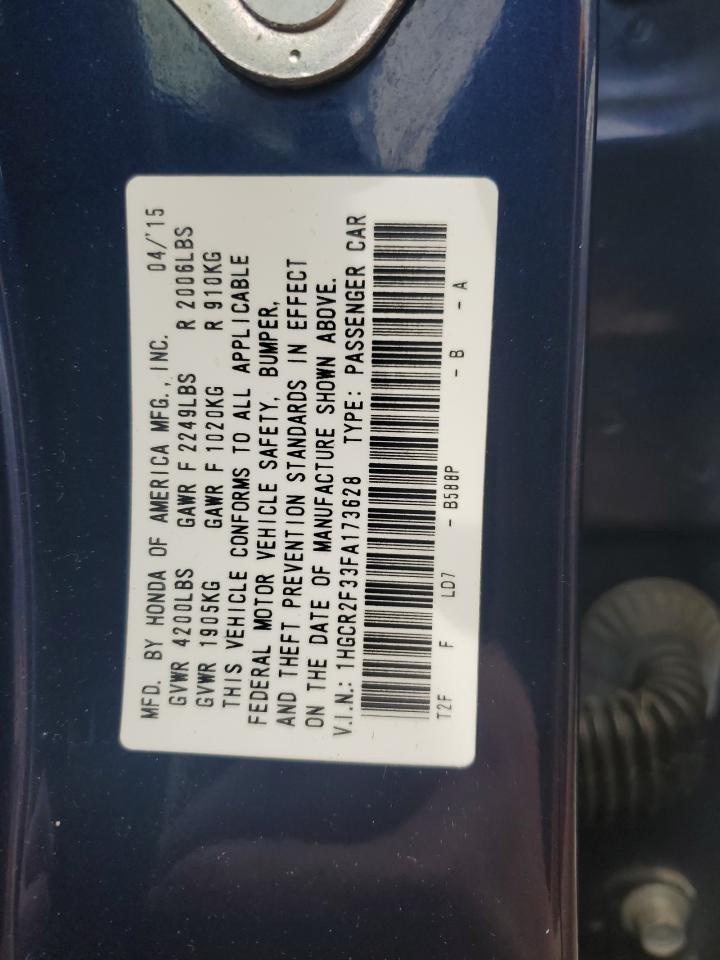 MFD. BY HONDA OF AMERICA MFG., INC. 04/'15
GVWR 4200LBS GAWR F 2249LBS R 2006LBS
GVWR 1905KG GAWR F 1020KG R 910KG
THIS VEHICLE CONFORMS TO ALL APPLICABLE
FEDERAL MOTOR VEHICLE SAFETY, BUMPER,
AND THEFT PREVENTION STANDARDS IN EFFECT
ON THE DATE OF MANUFACTURE SHOWN ABOVE.
V.I.N.: 1HGCR2F33FA173628 TYPE: PASSENGER CAR
T2F F LD7 - B588P - B - A